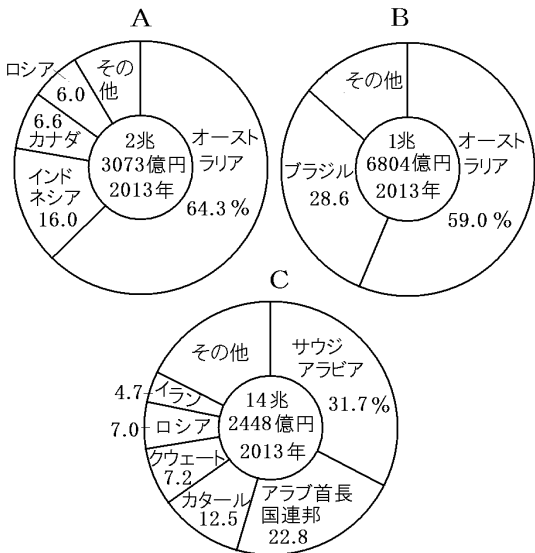 A
オースト
ラリア
64.3％
インド
ネシア
16.0
6.6
カナダ
ロシア
6.0
その
他
2兆
3073億円
2013年
B
オースト
ラリア
59.0％
ブラジル
28.6
その他
1兆
6804億円
2013年
C
サウジ
アラビア
31.7％
アラブ首長
国連邦
22.8
カタール
12.5
クウェート
7.2
7.0 ロシア
4.7 イラン
その他
14兆
2448億円
2013年